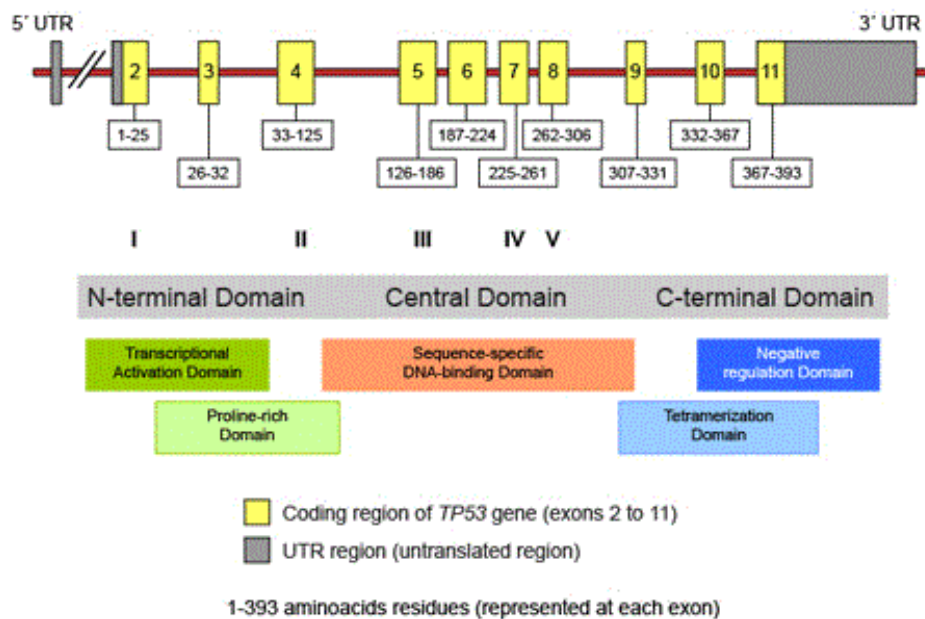 5´ UTR
3´ UTR
2 3 4 5 6 7 8 9 10 11
1-25 33-125 187-224 262-306 332-367
26-32 126-186 225-261 307-331 367-393
I II III IV V
N-terminal Domain Central Domain C-terminal Domain
Transcriptional
Activation Domain
Sequence-specific
DNA-binding Domain
Negative
regulation Domain
Proline-rich
Domain
Tetramerization
Domain
Coding region of TP53 gene (exons 2 to 11)
UTR region (untranslated region)
1-393 aminoacids residues (represented at each exon)